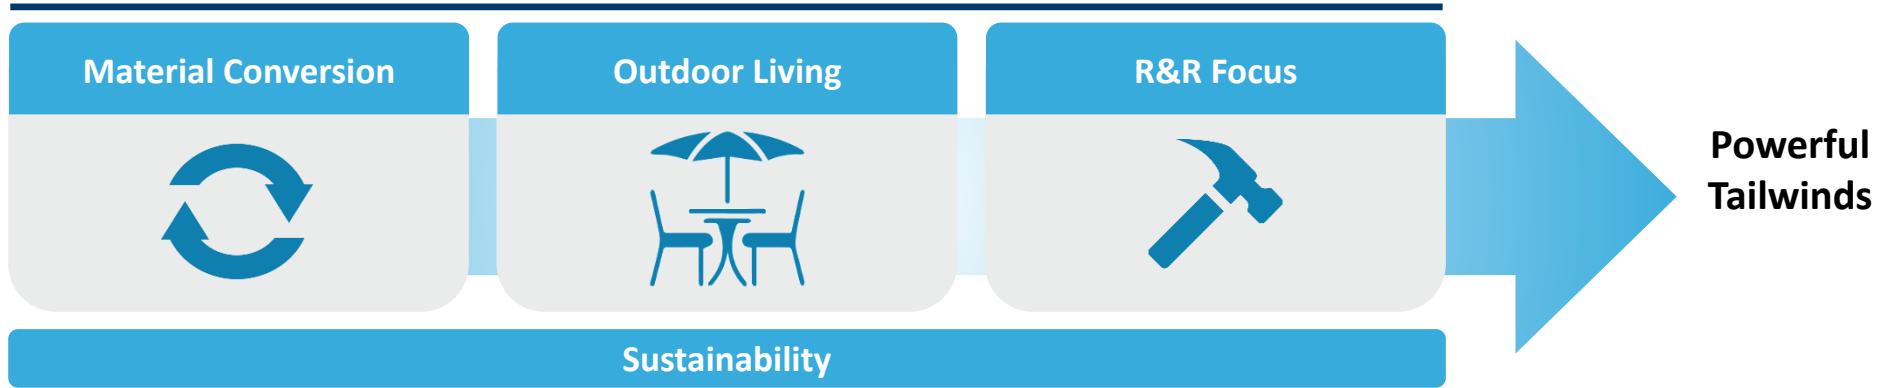 Material Conversion
Outdoor Living
R&R Focus
Powerful
Tailwinds
Sustainability